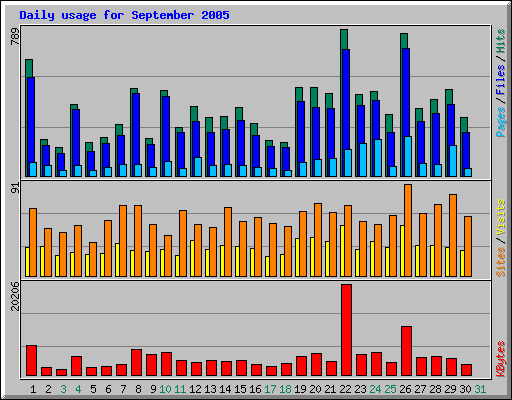 Daily usage for September 2005
789
Pages / Files / Hits
91
Sites / Visits
20206
KBytes
1 2 3 4 5 6 7 8 9 10 11 12 13 14 15 16 17 18 19 20 21 22 23 24 25 26 27 28 29 30 31